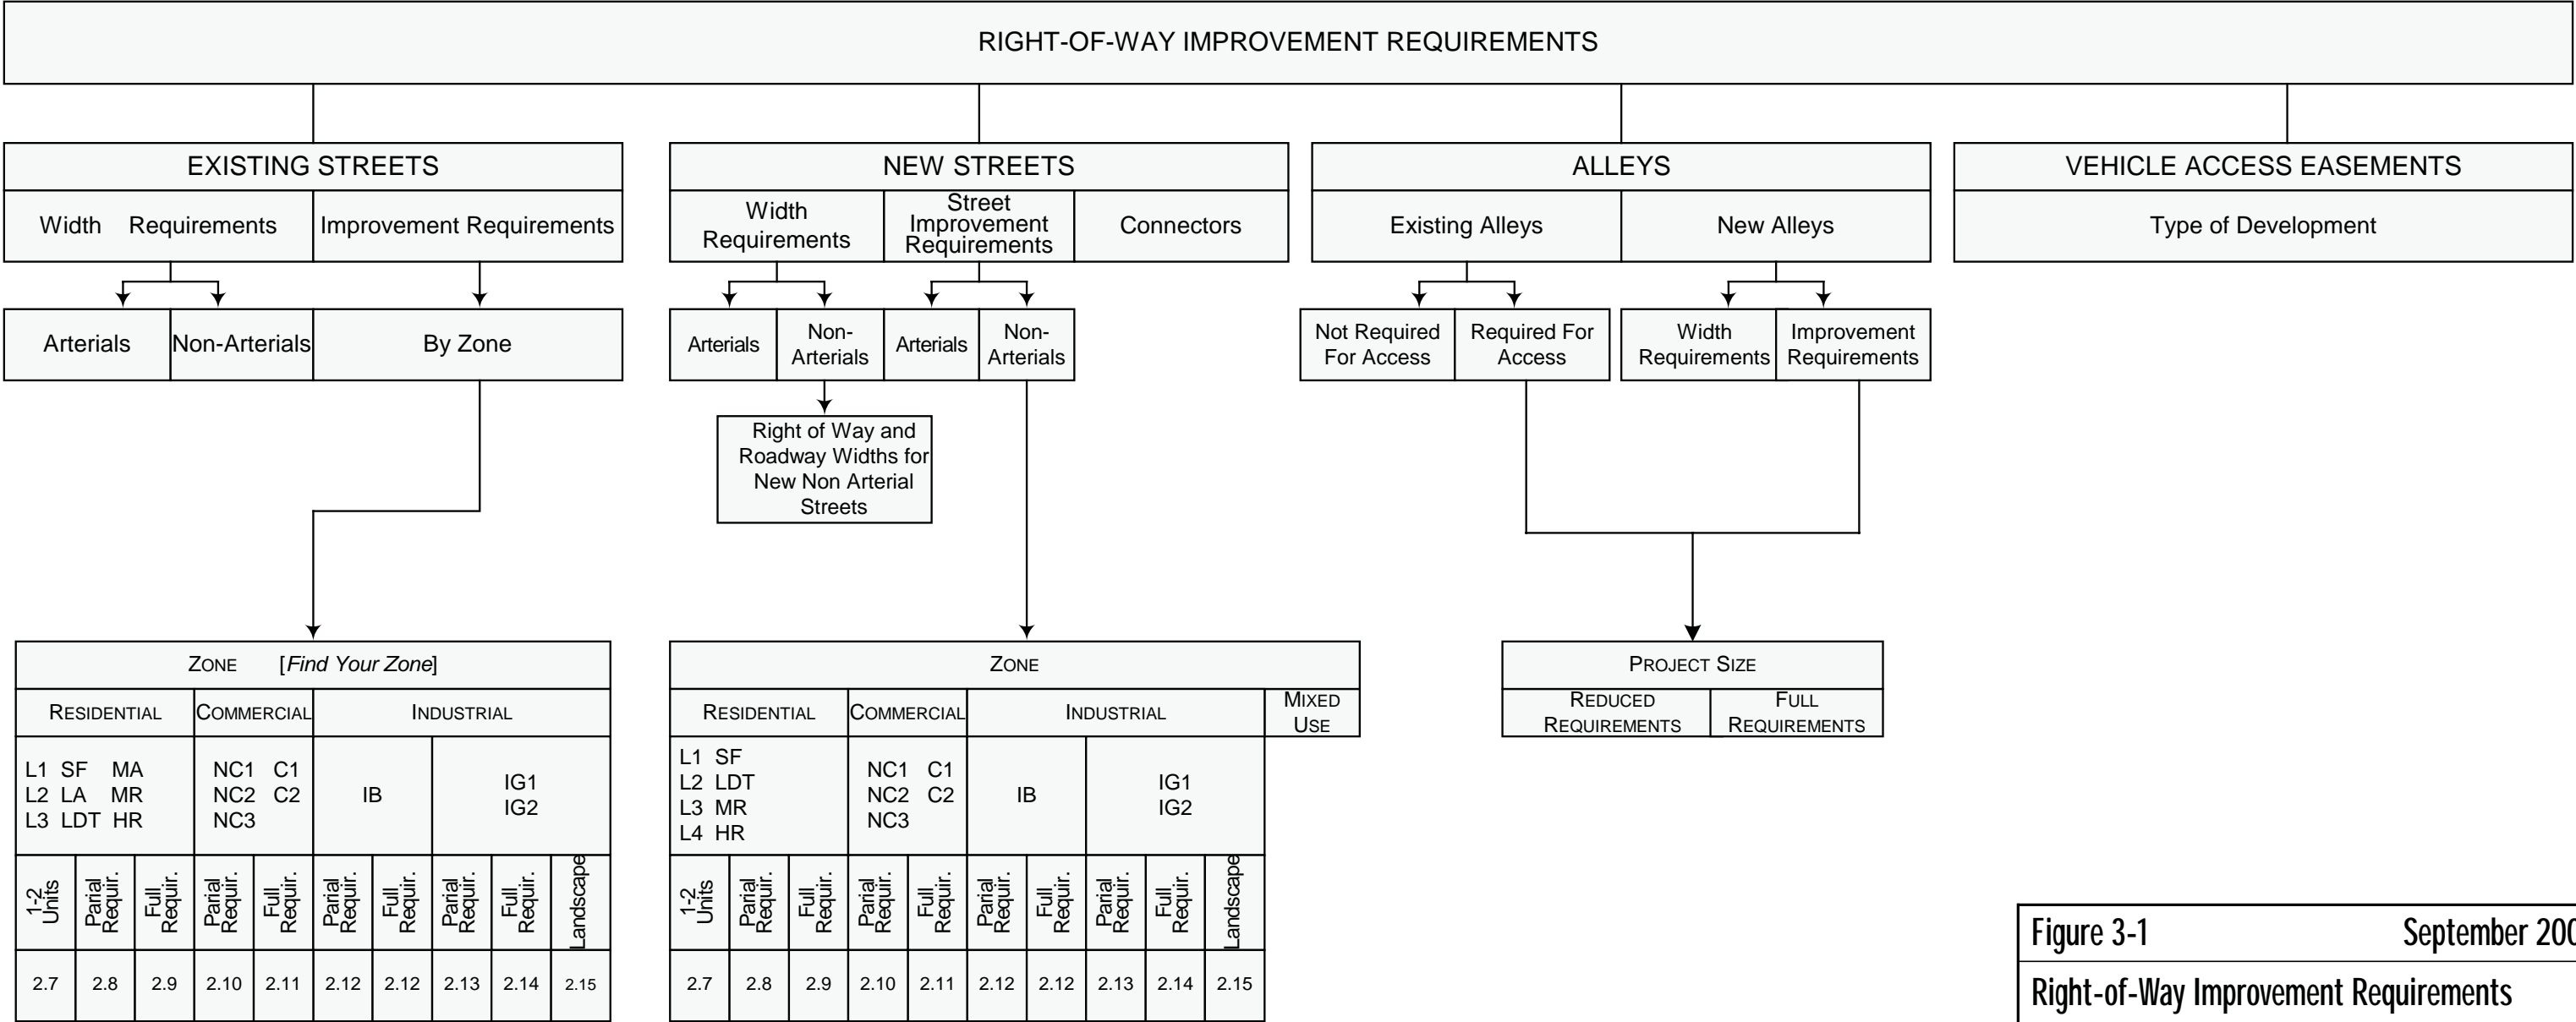 RIGHT-OF-WAY IMPROVEMENT REQUIREMENTS
EXISTING STREETS
Width Requirements
Improvement Requirements
Arterials
Non-Arterials
By Zone
ZONE [Find Your Zone]
RESIDENTIAL
COMMERCIAL
INDUSTRIAL
L1 SF MA
L2 LA MR
L3 LDT HR
NC1 C1
NC2 C2
NC3
IB
IG1
IG2
1-2
Units
Parial
Requir.
Full
Requir.
Parial
Requir.
Full
Requir.
Parial
Requir.
Full
Requir.
Parial
Requir.
Full
Requir.
Landscape
2.7 2.8 2.9 2.10 2.11 2.12 2.12 2.13 2.14 2.15
NEW STREETS
Width
Requirements
Street
Improvement
Requirements
Connectors
Arterials
Non-
Arterials
Arterials
Non-
Arterials
Right of Way and
Roadway Widths for
New Non Arterial
Streets
ZONE
RESIDENTIAL
COMMERCIAL
INDUSTRIAL
MIXED
USE
L1 SF
L2 LDT
L3 MR
L4 HR
NC1 C1
NC2 C2
NC3
IB
IG1
IG2
1-2
Units
Parial
Requir.
Full
Requir.
Parial
Requir.
Full
Requir.
Parial
Requir.
Full
Requir.
Parial
Requir.
Full
Requir.
Landscape
2.7 2.8 2.9 2.10 2.11 2.12 2.12 2.13 2.14 2.15
ALLEYS
Existing Alleys
New Alleys
Not Required
For Access
Required For
Access
Width
Requirements
Improvement
Requirements
PROJECT SIZE
REDUCED
REQUIREMENTS
FULL
REQUIREMENTS
VEHICLE ACCESS EASEMENTS
Type of Development
Figure 3-1 September
Right-of-Way Improvement Requirements